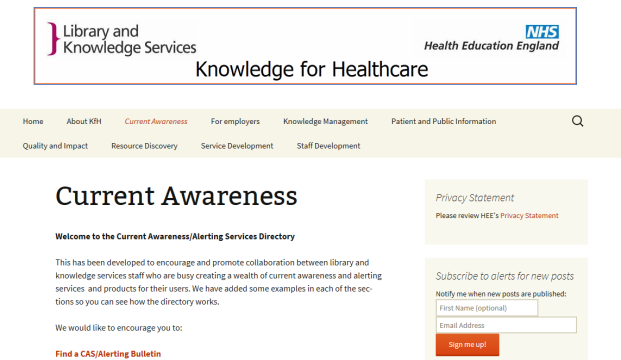 Library and
Knowledge Services
NHS
Health Education England
Knowledge for Healthcare
Home About KfH Current Awareness For employers Knowledge Management Patient and Public Information
Quality and Impact Resource Discovery Service Development Staff Development
Current Awareness
Welcome to the Current Awareness/Alerting Services Directory
This has been developed to encourage and promote collaboration between library and
knowledge services staff who are busy creating a wealth of current awareness and alerting
services and products for their users. We have added some examples in each of the sec-
tions so you can see how the directory works.
We would like to encourage you to:
Find a CAS/Alerting Bulletin
Privacy Statement
Please review HEE's Privacy Statement
Subscribe to alerts for new posts
Notify me when new posts are published:
First Name (optional)
Email Address
Sign me up!